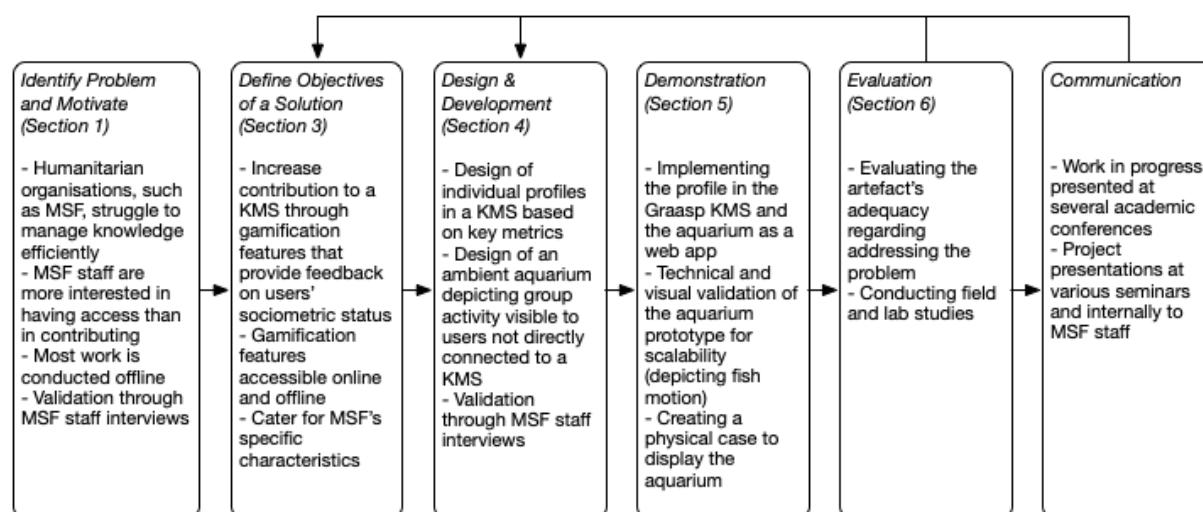 Identify Problem
and Motivate
(Section 1)
- Humanitarian
organisations, such
as MSF, struggle to
manage knowledge
efficiently
- MSF staff are
more interested in
having access than
in contributing
- Most work is
conducted offline
- Validation through
MSF staff interviews
Define Objectives
of a Solution
(Section 3)
- Increase
contribution to a
KMS through
gamification
features that
provide feedback
on users'
sociometric status
- Gamification
features
accessible online
and offline
- Cater for MSF's
specific
characteristics
Design &
Development
(Section 4)
- Design of
individual profiles
in a KMS based
on key metrics
- Design of an
ambient aquarium
depicting group
activity visible to
users not directly
connected to a
KMS
- Validation
through MSF staff
interviews
Demonstration
(Section 5)
- Implementing
the profile in the
Graasp KMS and
the aquarium as a
web app
- Technical and
visual validation of
the aquarium
prototype for
scalability
(depicting fish
motion)
- Creating a
physical case to
display the
aquarium
Evaluation
(Section 6)
- Evaluating the
artefact's
adequacy
regarding
addressing the
problem
- Conducting field
and lab studies
Communication
- Work in progress
presented at
several academic
conferences
- Project
presentations at
various seminars
and internally to
MSF staff